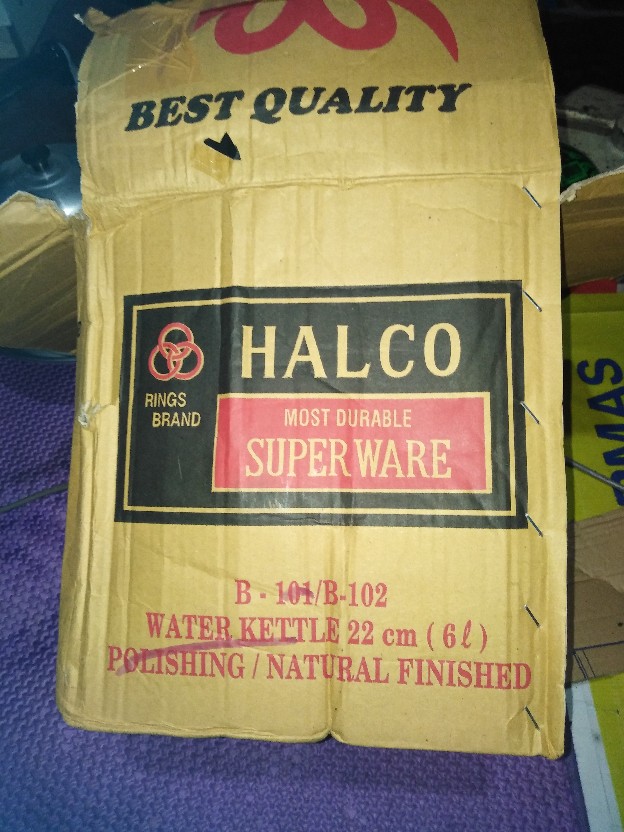 BEST QUALITY
HALCO
RINGS
BRAND
MOST DURABLE
SUPERWARE
B - 101/B-102
WATER KETTLE 22 cm ( 6ℓ )
POLISHING / NATURAL FINISHED